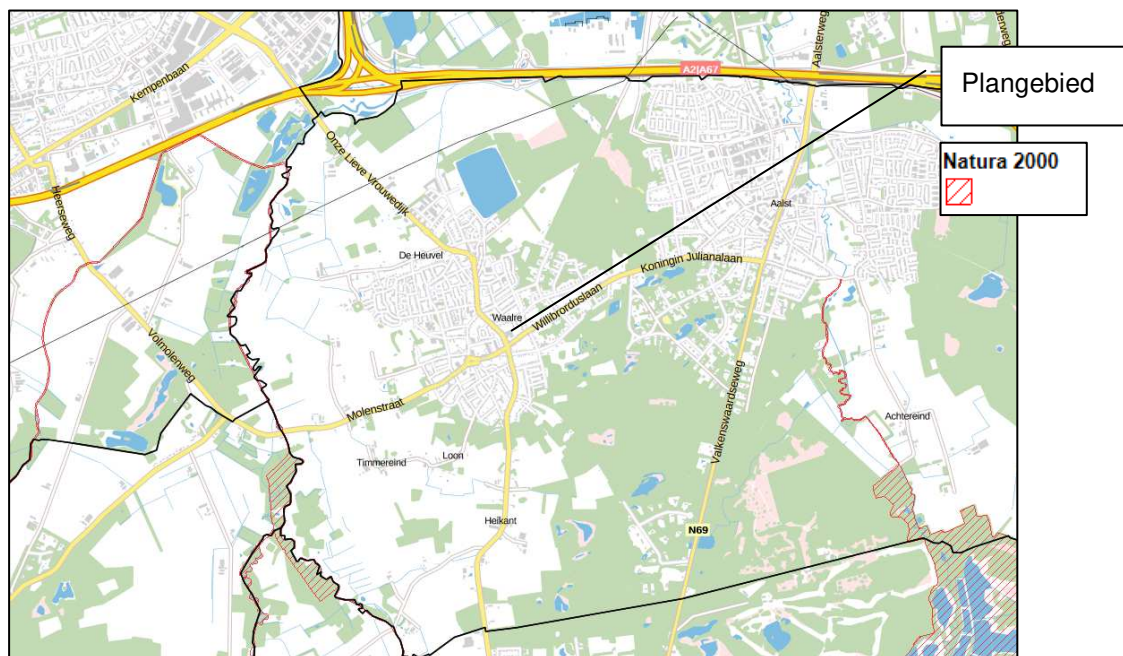 Kempenbaan
A2|A67
Aalsterweg
derweg
Plangebied
Natura 2000
Onze Lieve Vrouwedijk
Heerseweg
Aalst
De Heuvel
Koningin Julianalaan
Willibrorduslaan
Waalre
Volmolenweg
Molenstraat
Valkenswaardseweg
Achtereind
Timmereind
Loon
Heikant
N69